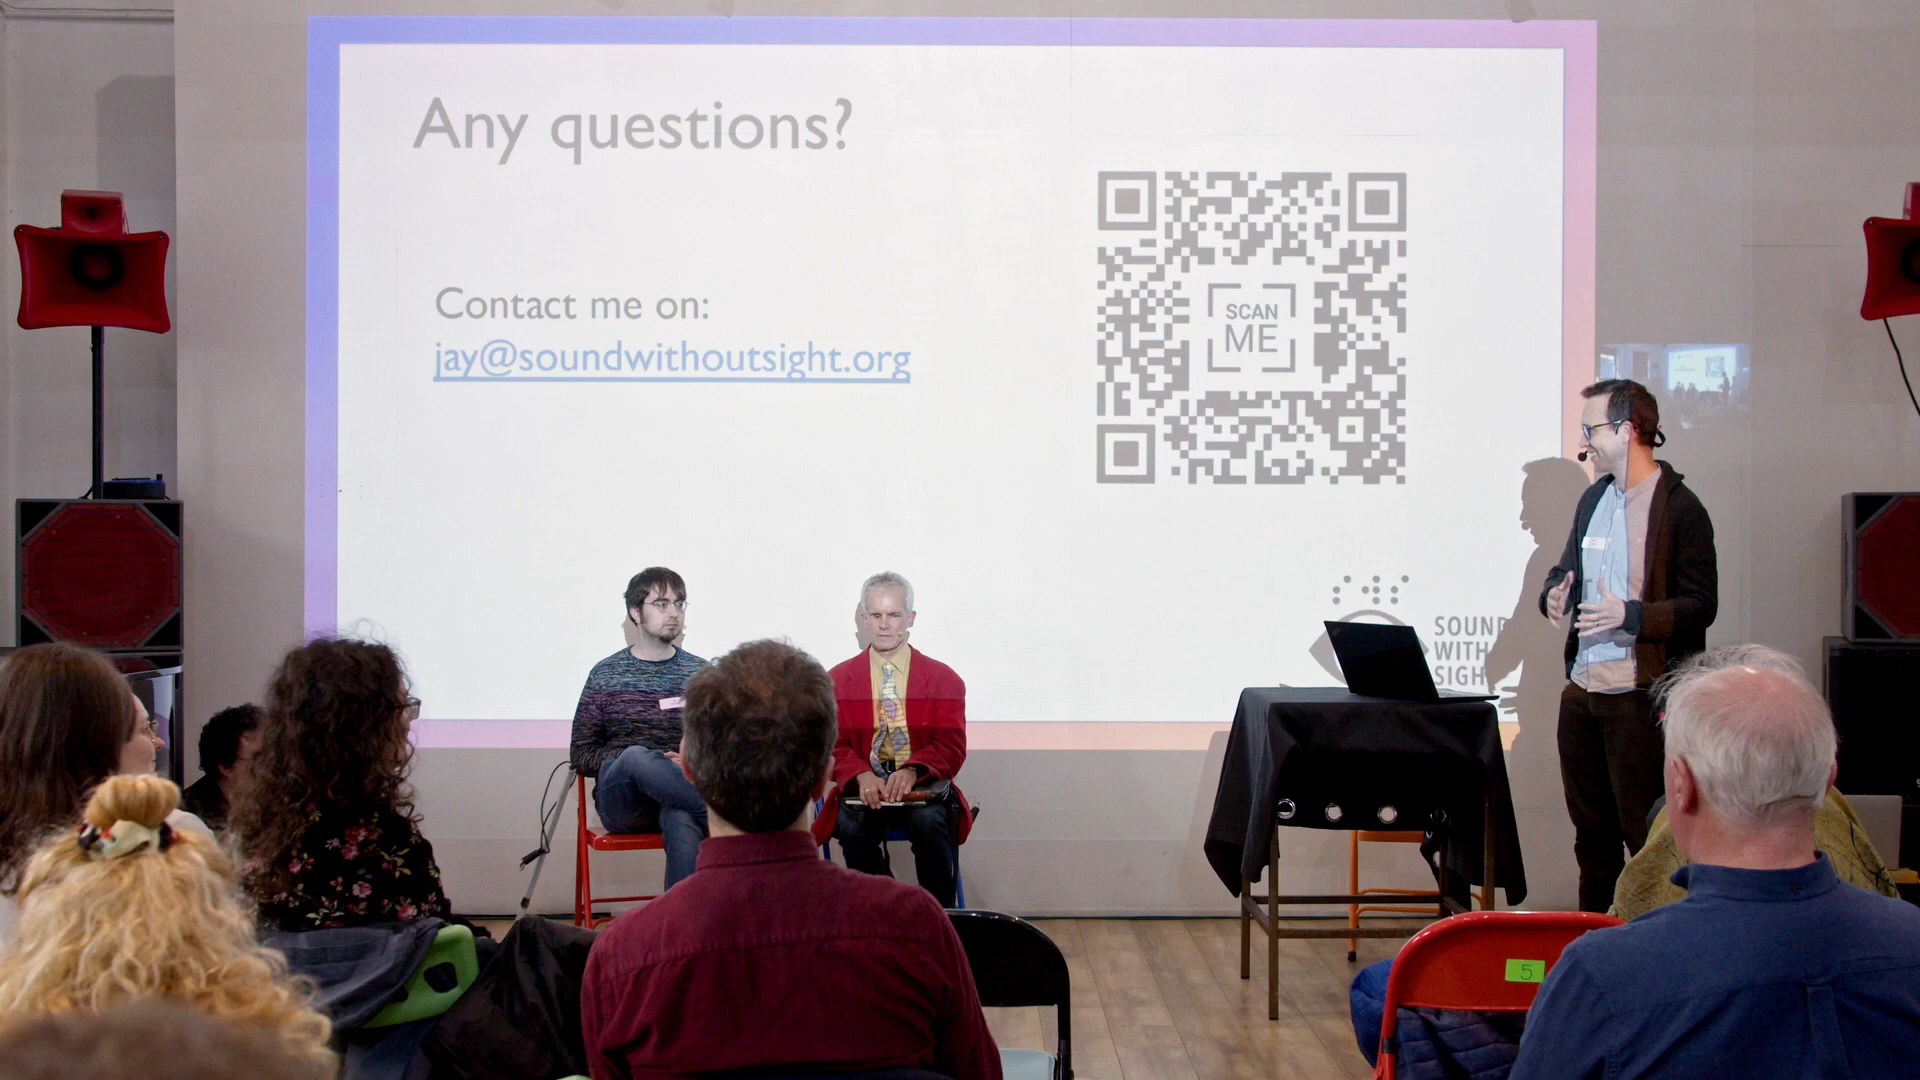 Any questions?
Contact me on:
jay@soundwithoutsight.org
SCAN
ME
SOUND
WITH
SIGH
5